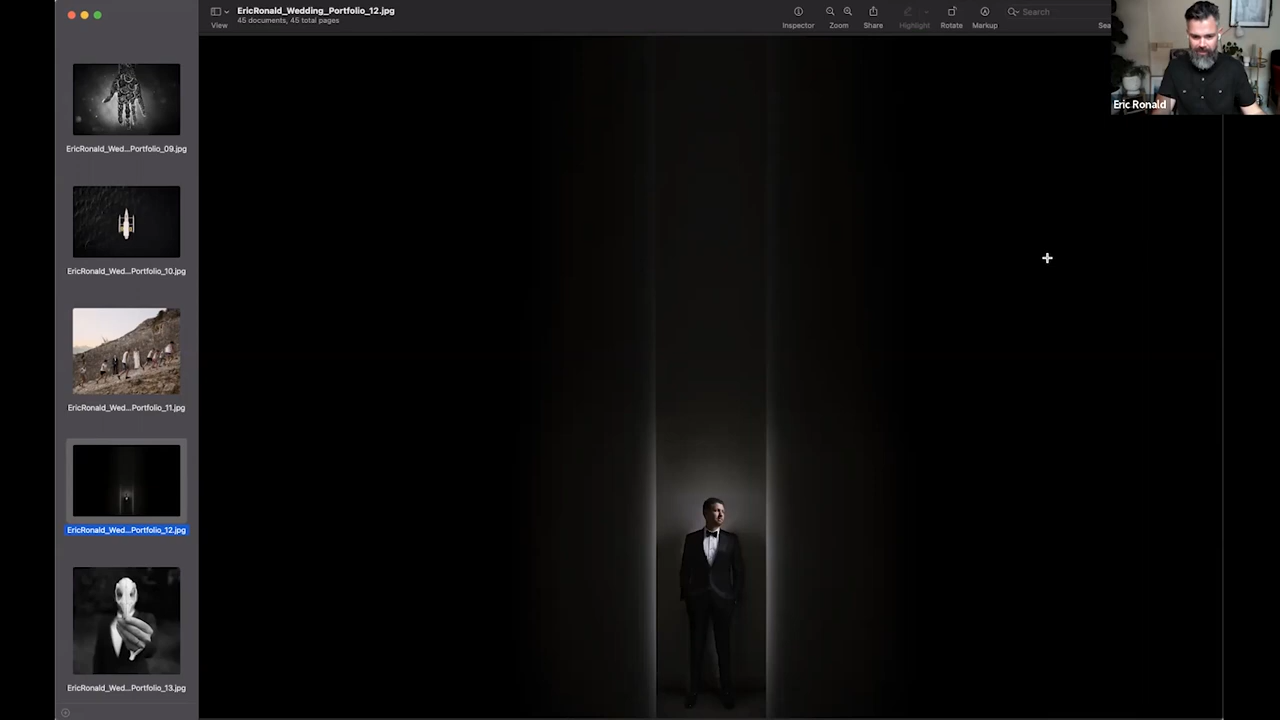 EricRonald_Wedding_Portfolio_12.jpg
45 documents, 45 total pages
View
Inspector
Zoom
Share
Highlight
Rotate
Markup
Search
Sea
Eric Ronald
EricRonald_Wed...Portfolio_09.jpg
EricRonald_Wed...Portfolio_10.jpg
EricRonald_Wed...Portfolio_11.jpg
EricRonald_Wed...Portfolio_12.jpg
EricRonald_Wed...Portfolio_13.jpg